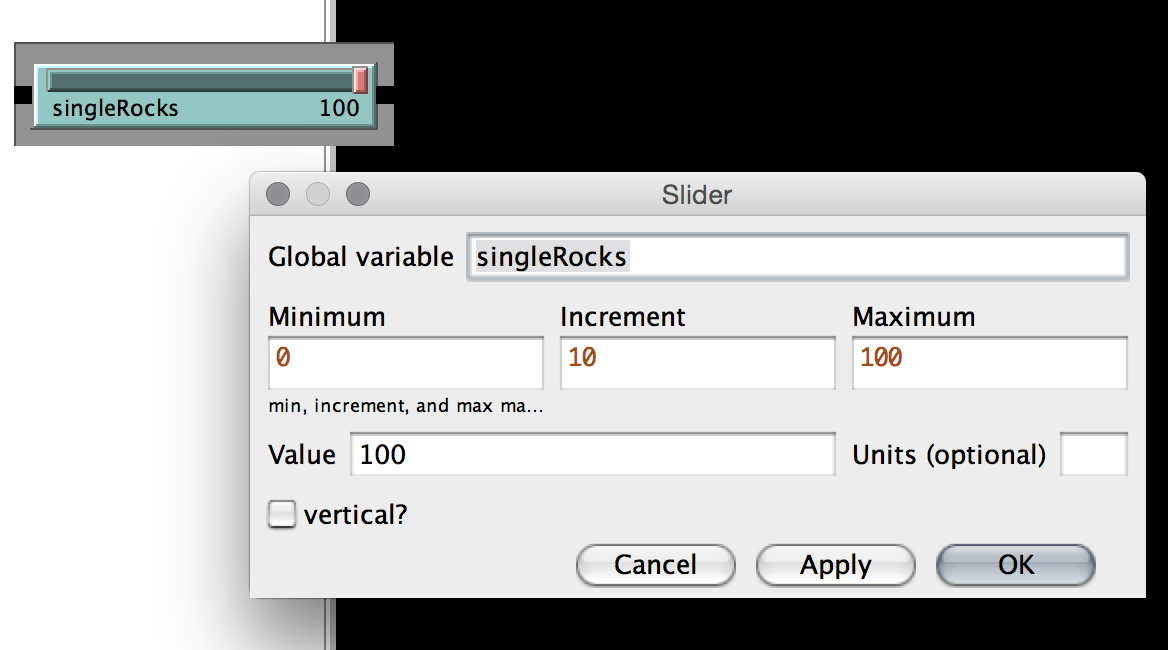 singleRocks 100
Slider
Global variable singleRocks
Minimum Increment Maximum
0 10 100
min, increment, and max ma...
Value 100 Units (optional)
vertical?
Cancel Apply OK